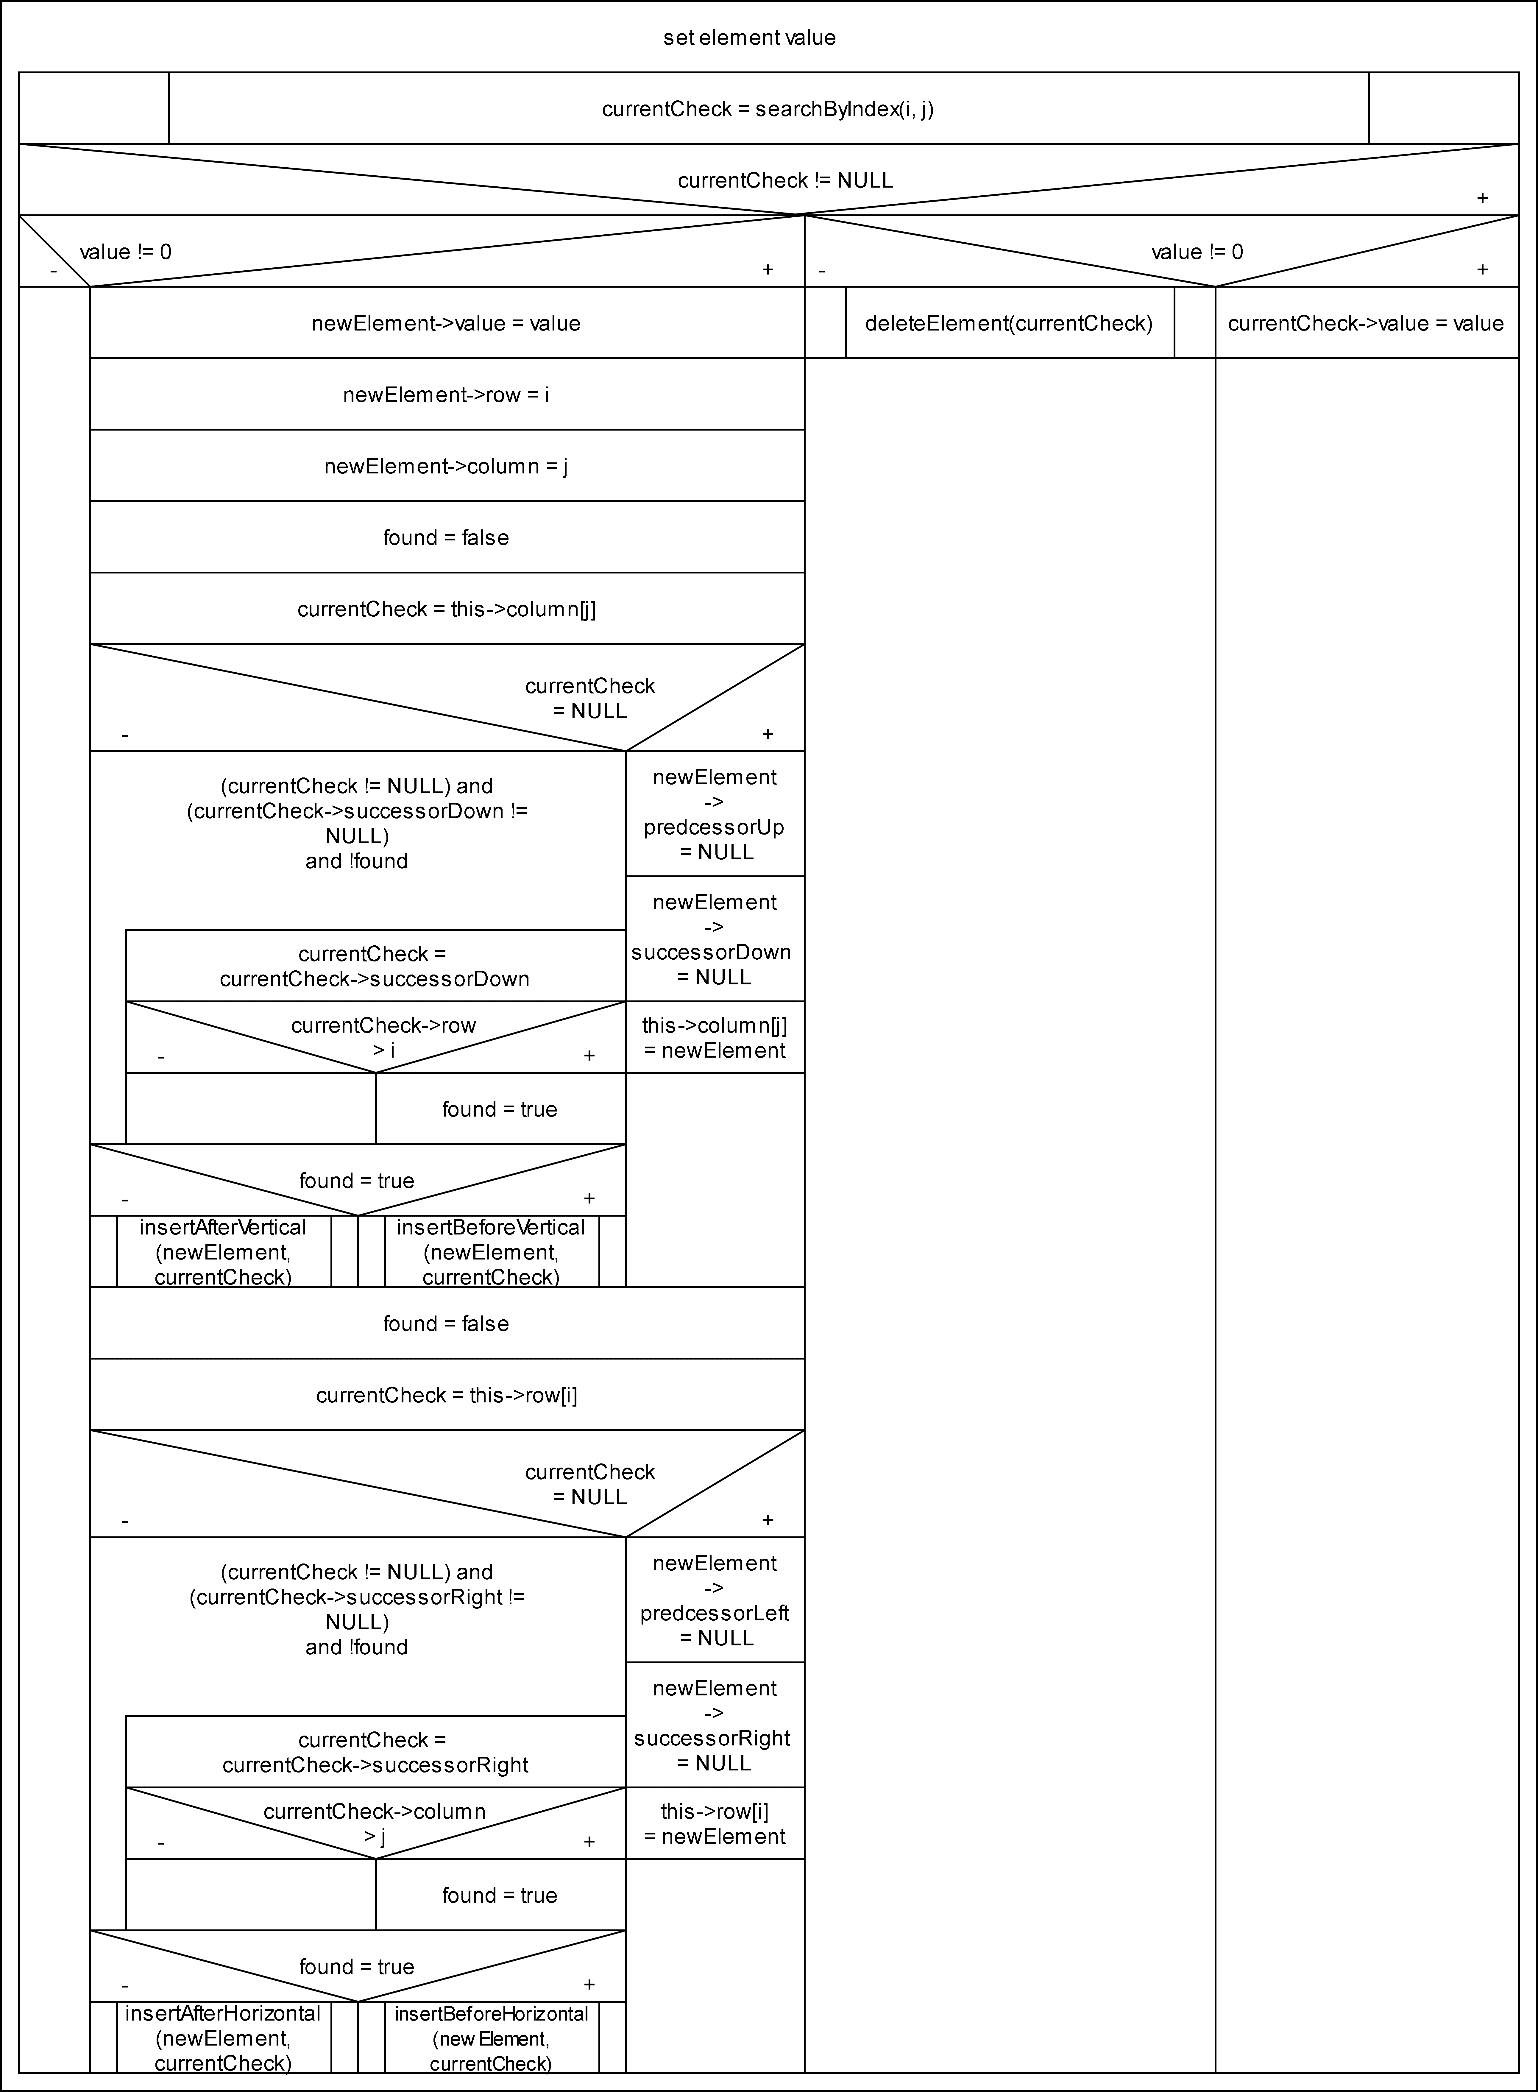 set element value
currentCheck = searchByIndex(i, j)
currentCheck != NULL
+
value != 0
-
+
value != 0
-
+
newElement->value = value
deleteElement(currentCheck)
currentCheck->value = value
newElement->row = i
newElement->column = j
found = false
currentCheck = this->column[j]
currentCheck
= NULL
-
+
(currentCheck != NULL) and
(currentCheck->successorDown !=
NULL)
and !found
newElement
->
predcessorUp
= NULL
newElement
->
successorDown
= NULL
currentCheck =
currentCheck->successorDown
currentCheck->row
> i
-
+
this->column[j]
= newElement
found = true
found = true
-
+
insertAfterVertical
(newElement,
currentCheck)
insertBeforeVertical
(newElement,
currentCheck)
found = false
currentCheck = this->row[i]
currentCheck
= NULL
-
+
(currentCheck != NULL) and
(currentCheck->successorRight !=
NULL)
and !found
newElement
->
predcessorLeft
= NULL
newElement
->
successorRight
= NULL
currentCheck =
currentCheck->successorRight
currentCheck->column
> j
-
+
this->row[i]
= newElement
found = true
found = true
-
+
insertAfterHorizontal
(newElement,
currentCheck)
insertBeforeHorizontal
(new Element,
currentCheck)